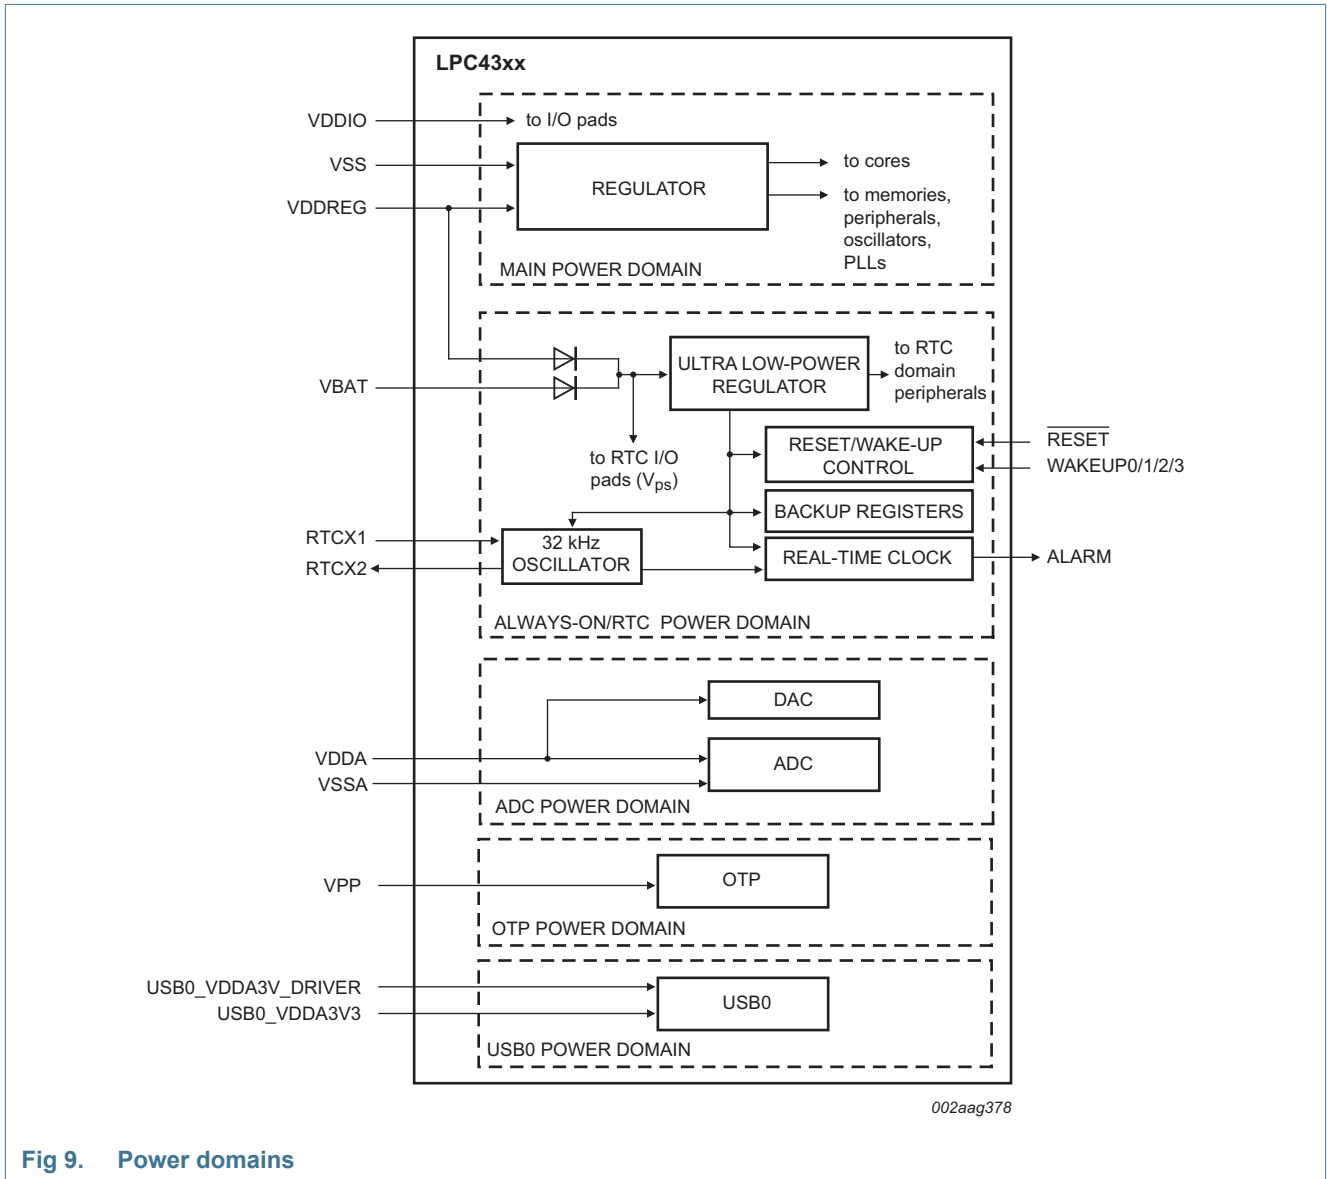 LPC43xx
VDDIO
to I/O pads
VSS
REGULATOR
to cores
VDDREG
to memories,
peripherals,
oscillators,
PLLs
MAIN POWER DOMAIN
VBAT
ULTRA LOW-POWER
REGULATOR
to RTC
domain
peripherals
to RTC I/O
pads (Vps)
RESET/WAKE-UP
CONTROL
RESET
WAKEUP0/1/2/3
BACKUP REGISTERS
RTCX1
RTCX2
32 kHz
OSCILLATOR
REAL-TIME CLOCK
ALARM
ALWAYS-ON/RTC POWER DOMAIN
DAC
VDDA
VSSA
ADC
ADC POWER DOMAIN
VPP
OTP
OTP POWER DOMAIN
USB0_VDDA3V_DRIVER
USB0_VDDA3V3
USB0
USB0 POWER DOMAIN
002aag378
Fig 9. Power domains